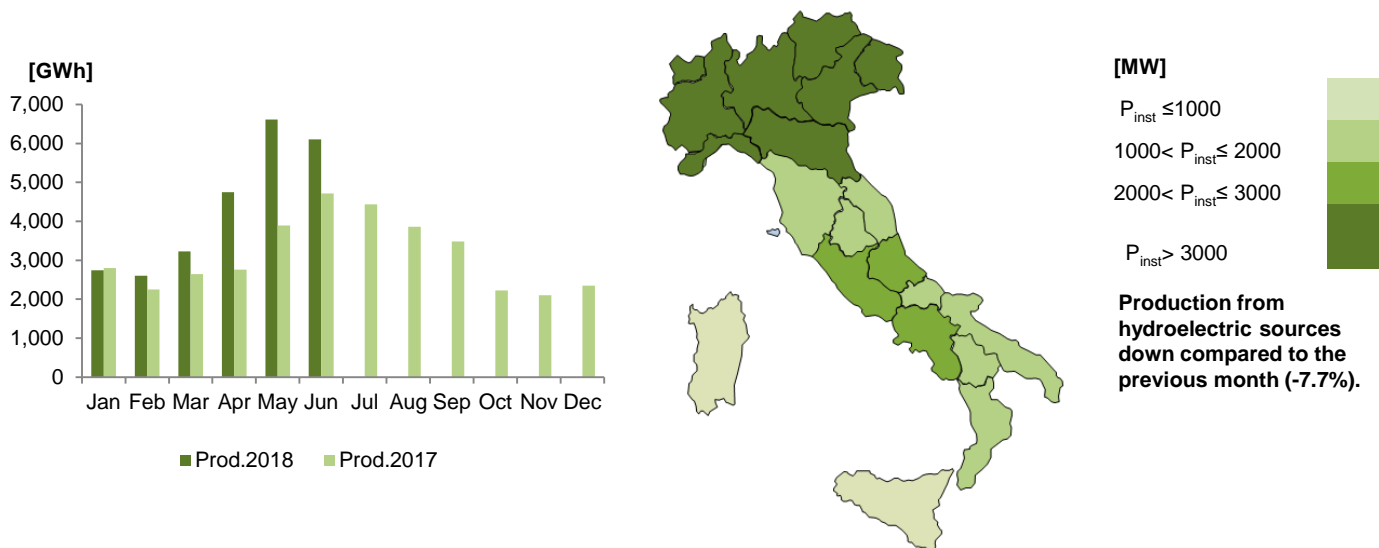 [GWh]
7,000
6,000
5,000
4,000
3,000
2,000
1,000
0
Jan Feb Mar Apr May Jun Jul Aug Sep Oct Nov Dec
Prod.2018 Prod.2017
[MW]
Pinst ≤1000
1000< Pinst≤ 2000
2000< Pinst≤ 3000
Pinst> 3000
Production from
hydroelectric sources
down compared to the
previous month (-7.7%).